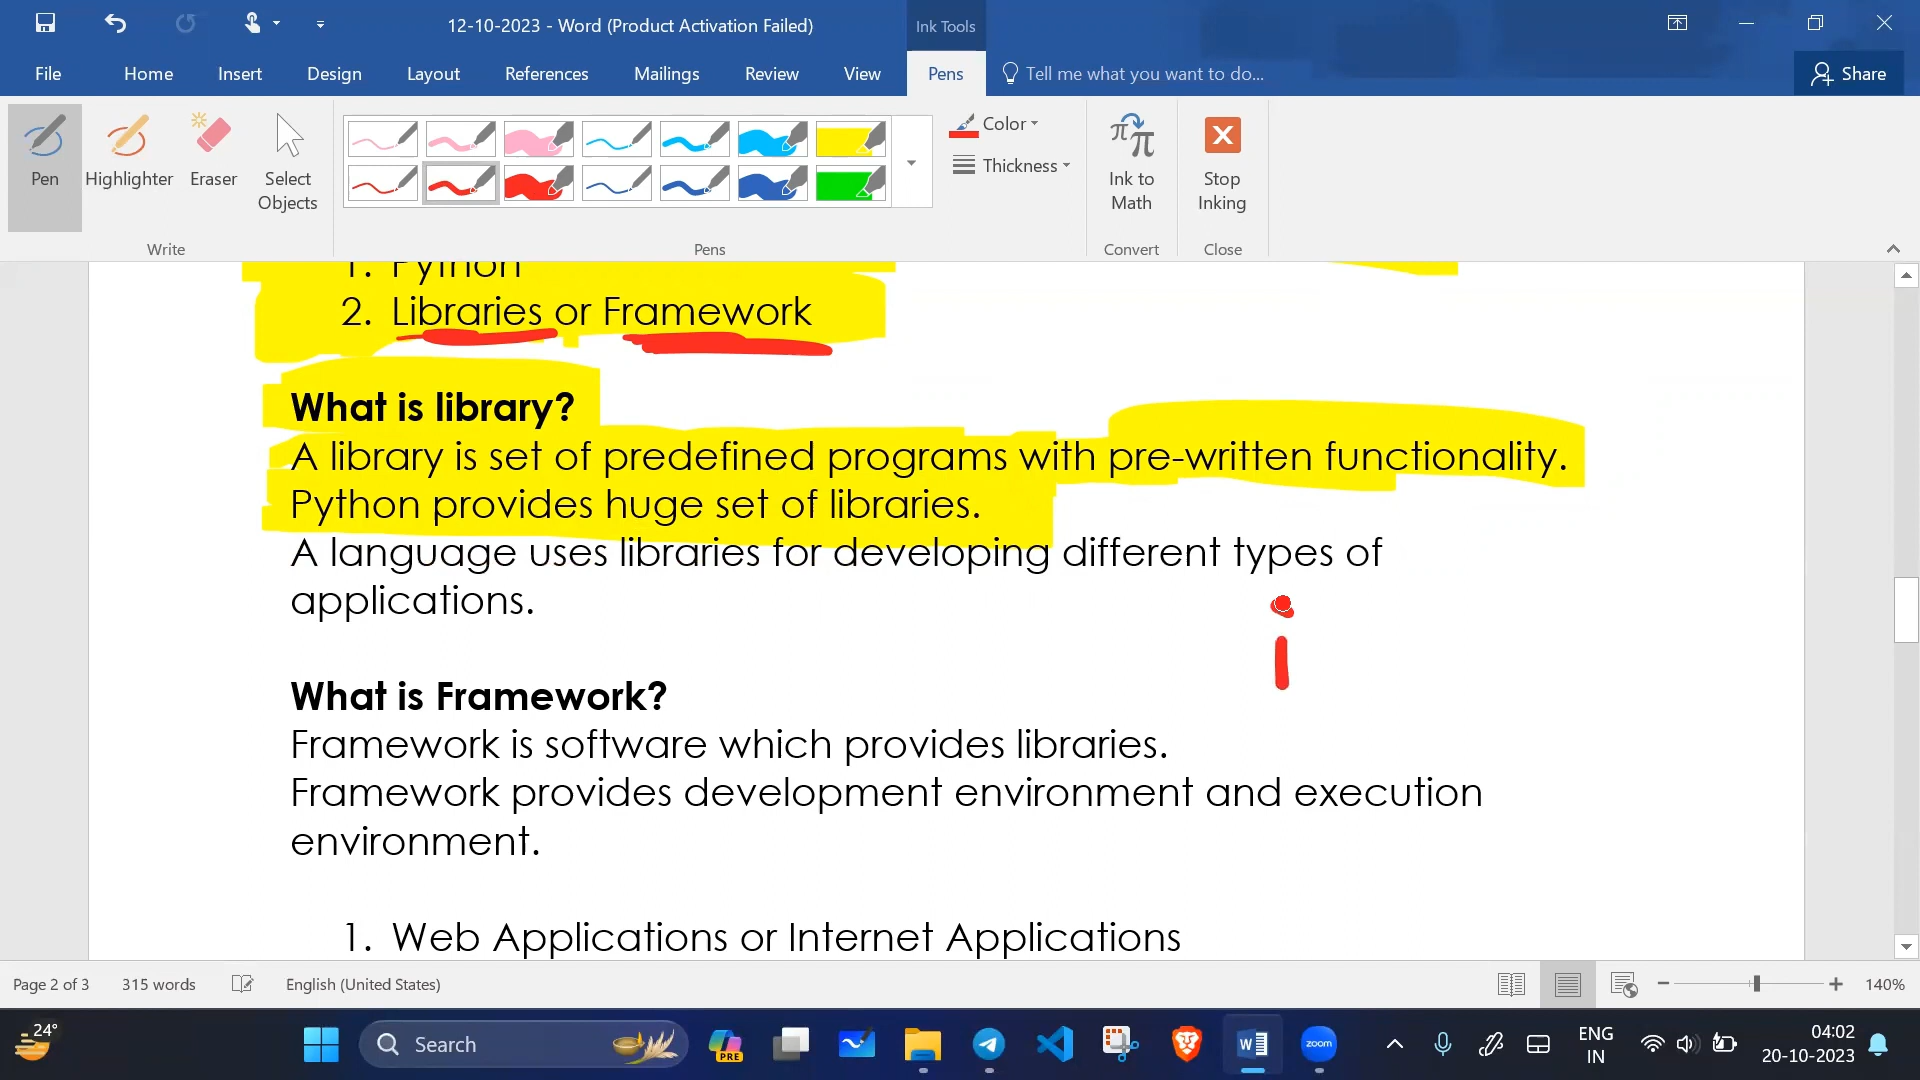 12-10-2023 - Word (Product Activation Failed)
Ink Tools
File
Home
Insert
Design
Layout
References
Mailings
Review
View
Pens
Tell me what you want to do...
Share
Pen
Highlighter
Eraser
Select
Objects
Color
Thickness
Ink to
Math
Stop
Inking
Write
Pens
Convert
Close
1. Python
2. Libraries or Framework
What is library?
A library is set of predefined programs with pre-written functionality.
Python provides huge set of libraries.
A language uses libraries for developing different types of
applications.
i
What is Framework?
Framework is software which provides libraries.
Framework provides development environment and execution
environment.
1. Web Applications or Internet Applications
Page 2 of 3
315 words
English (United States)
140%
24°
Search
PRE
W
zoom
ENG
IN
04:02
20-10-2023